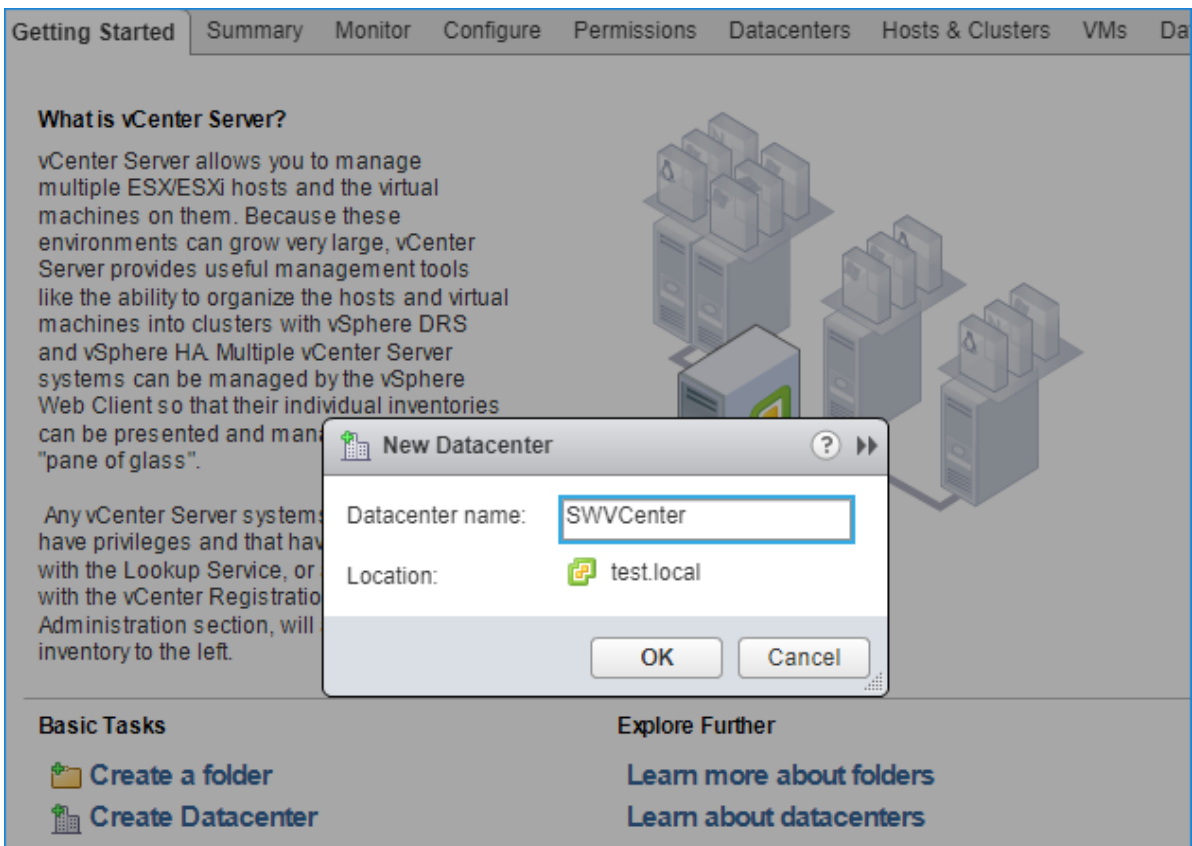 Getting Started Summary Monitor Configure Permissions Datacenters Hosts & Clusters VMs Da
What is vCenter Server?
vCenter Server allows you to manage
multiple ESX/ESXi hosts and the virtual
machines on them. Because these
environments can grow very large, vCenter
Server provides useful management tools
like the ability to organize the hosts and virtual
machines into clusters with vSphere DRS
and vSphere HA. Multiple vCenter Server
systems can be managed by the vSphere
Web Client so that their individual inventories
can be presented and mana
"pane of glass".
Any vCenter Server systems
have privileges and that hav
with the Lookup Service, or
with the vCenter Registratio
Administration section, will
inventory to the left.
New Datacenter ?
Datacenter name: SWVCenter
Location: test.local
OK Cancel
Basic Tasks
Create a folder
Create Datacenter
Explore Further
Learn more about folders
Learn about datacenters